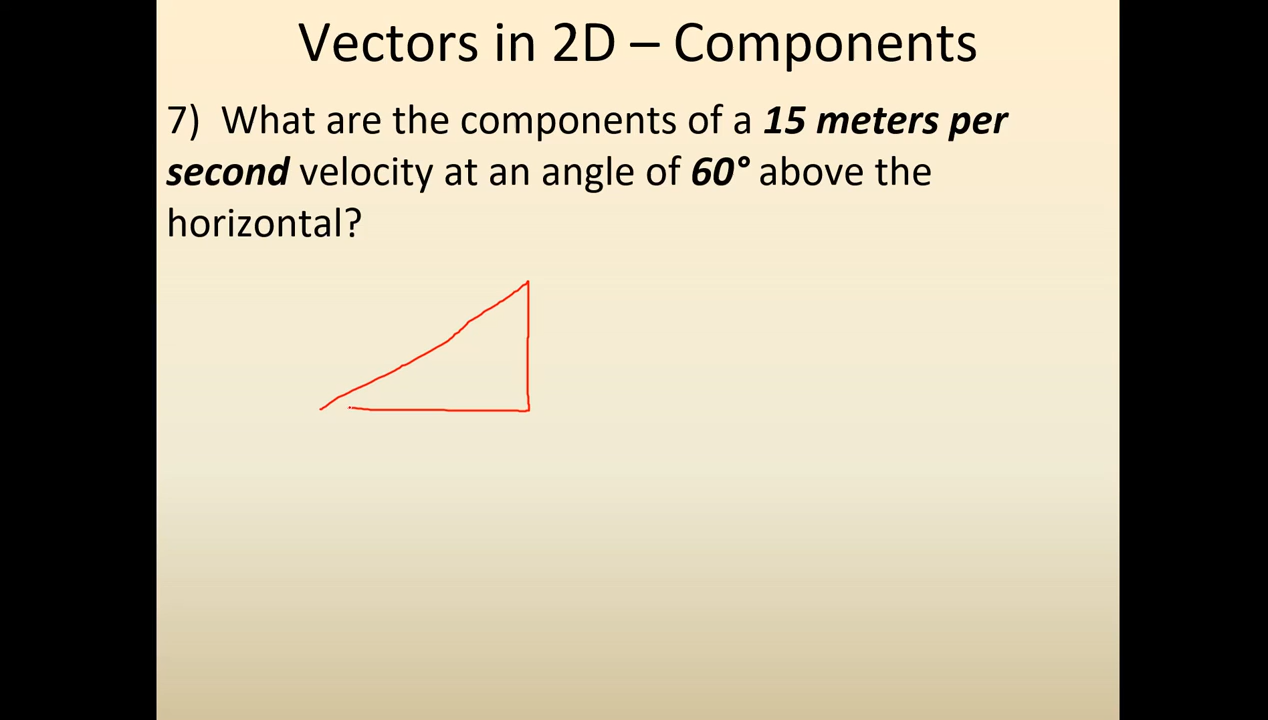 Vectors in 2D – Components
7) What are the components of a 15 meters per
second velocity at an angle of 60° above the
horizontal?